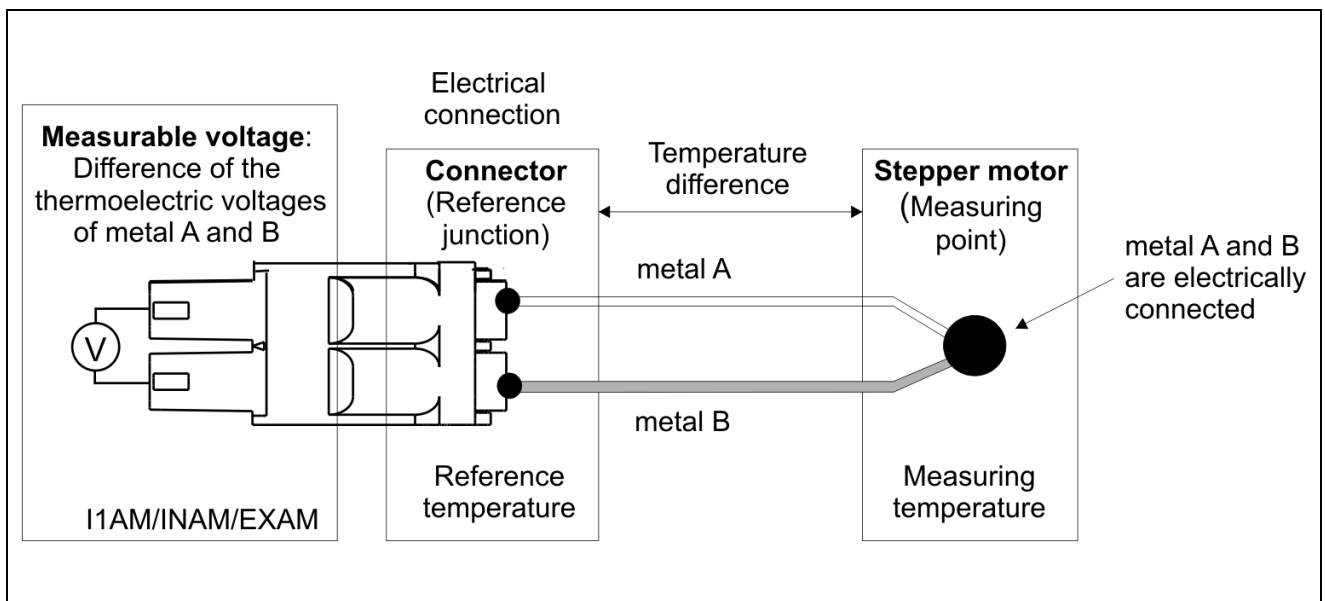 Electrical
connection
Measurable voltage:
Difference of the
thermoelectric voltages
of metal A and B
V
I1AM/INAM/EXAM
Connector
(Reference
junction)
Reference
temperature
Temperature
difference
metal A
metal B
Stepper motor
(Measuring
point)
Measuring
temperature
metal A and B
are electrically
connected